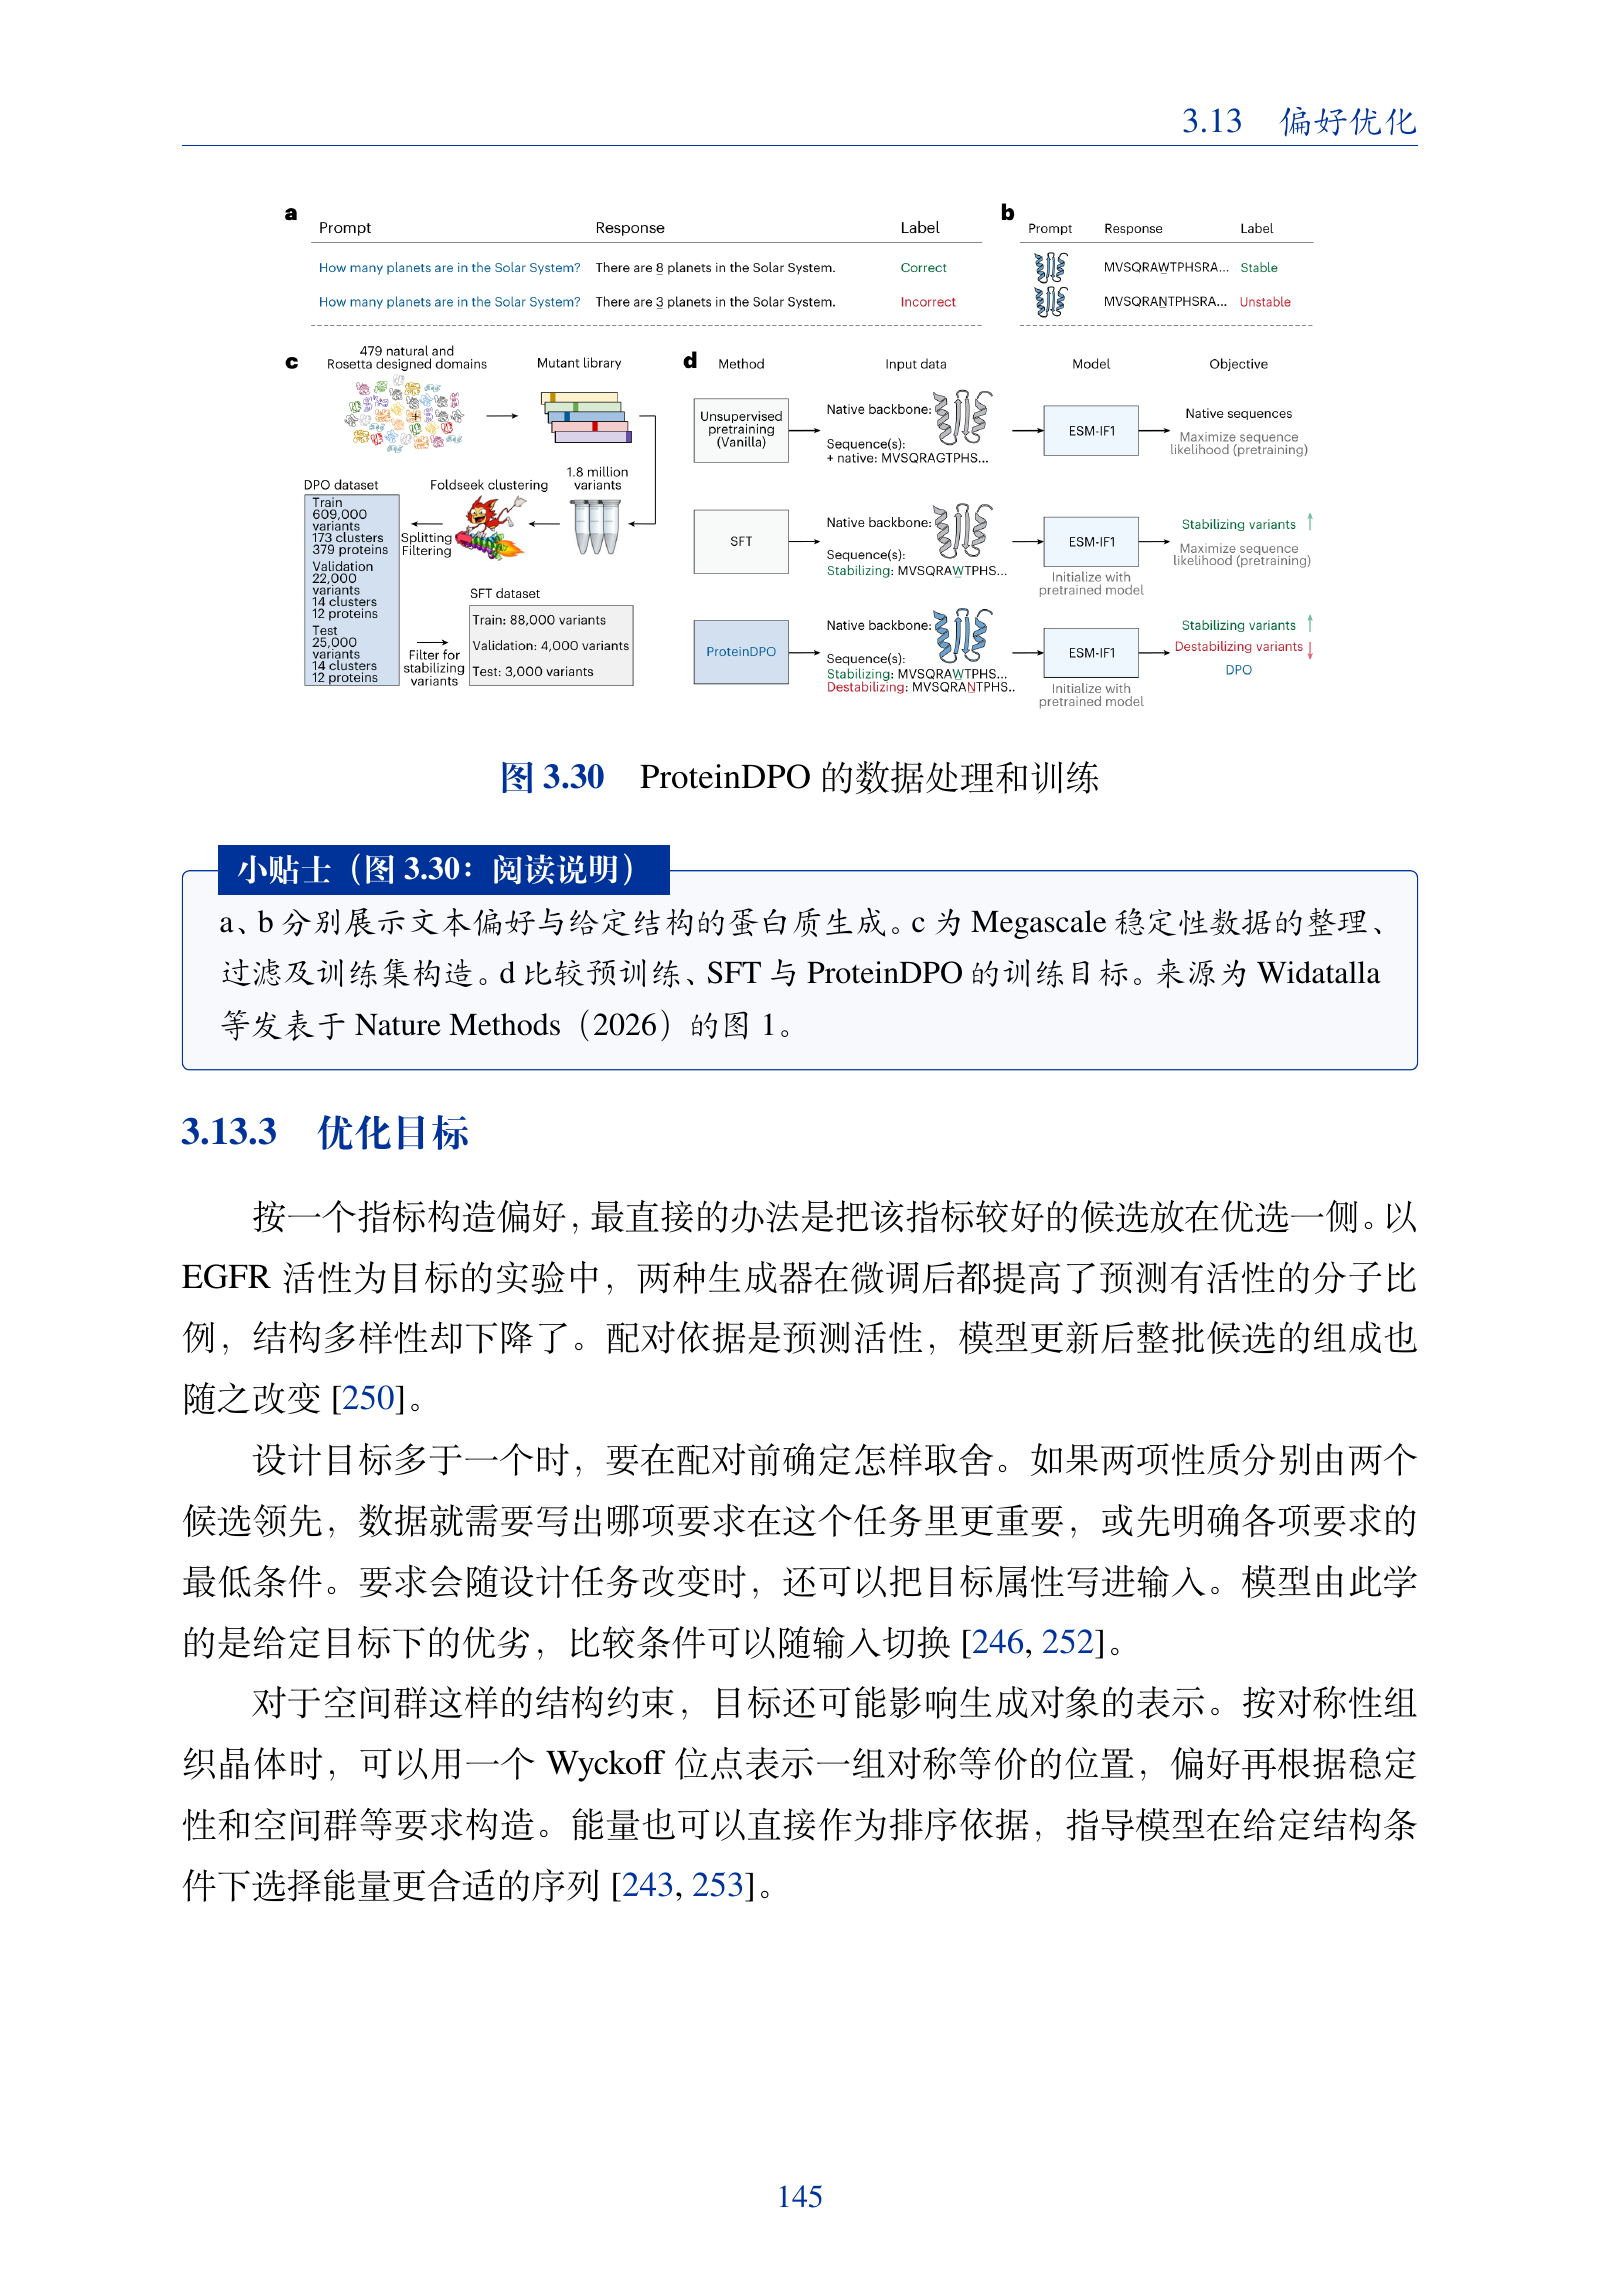 3.13 偏好优化
a
Prompt Response Label
How many planets are in the Solar System? There are 8 planets in the Solar System. Correct
How many planets are in the Solar System? There are 3 planets in the Solar System. Incorrect
b
Prompt Response Label
MVSQRAWTPHSRA... Stable
MVSQRANTPHSRA... Unstable
c
479 natural and
Rosetta designed domains
Mutant library
1.8 million
variants
Foldseek clustering
Splitting
Filtering
DPO dataset
Train
609,000
variants
173 clusters
379 proteins
Validation
22,000
variants
14 clusters
12 proteins
Test
25,000
variants
14 clusters
12 proteins
Filter for
stabilizing
variants
SFT dataset
Train: 88,000 variants
Validation: 4,000 variants
Test: 3,000 variants
d
Method Input data Model Objective
Unsupervised
pretraining
(Vanilla)
Native backbone:
Sequence(s):
+ native: MVSQRAGTPHS...
ESM-IF1
Native sequences
Maximize sequence
likelihood (pretraining)
SFT
Native backbone:
Sequence(s):
Stabilizing: MVSQRAWTPHS...
ESM-IF1
Initialize with
pretrained model
Stabilizing variants ↑
Maximize sequence
likelihood (pretraining)
ProteinDPO
Native backbone:
Sequence(s):
Stabilizing: MVSQRAWTPHS...
Destabilizing: MVSQRANTPHS..
ESM-IF1
Initialize with
pretrained model
Stabilizing variants ↑
Destabilizing variants ↓
DPO
图 3.30 ProteinDPO 的数据处理和训练
小贴士（图 3.30：阅读说明）
a、b 分别展示文本偏好与给定结构的蛋白质生成。c 为 Megascale 稳定性数据的整理、
过滤及训练集构造。d 比较预训练、SFT 与 ProteinDPO 的训练目标。来源为 Widatalla
等发表于 Nature Methods（2026）的图 1。
3.13.3 优化目标
按一个指标构造偏好，最直接的办法是把该指标较好的候选放在优选一侧。以
EGFR 活性为目标的实验中，两种生成器在微调后都提高了预测有活性的分子比
例，结构多样性却下降了。配对依据是预测活性，模型更新后整批候选的组成也
随之改变 [250]。
设计目标多于一个时，要在配对前确定怎样取舍。如果两项性质分别由两个
候选领先，数据就需要写出哪项要求在这个任务里更重要，或先明确各项要求的
最低条件。要求会随设计任务改变时，还可以把目标属性写进输入。模型由此学
的是给定目标下的优劣，比较条件可以随输入切换 [246, 252]。
对于空间群这样的结构约束，目标还可能影响生成对象的表示。按对称性组
织晶体时，可以用一个 Wyckoff 位点表示一组对称等价的位置，偏好再根据稳定
性和空间群等要求构造。能量也可以直接作为排序依据，指导模型在给定结构条
件下选择能量更合适的序列 [243, 253]。
145